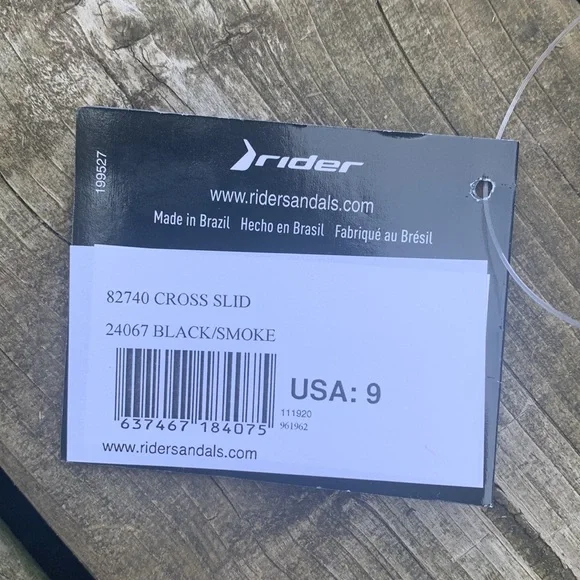 199527
rider
www.ridersandals.com
Made in Brazil Hecho en Brasil Fabriqué au Brésil
82740 CROSS SLID
24067 BLACK/SMOKE
USA: 9
111920
637467 184075
961962
www.ridersandals.com